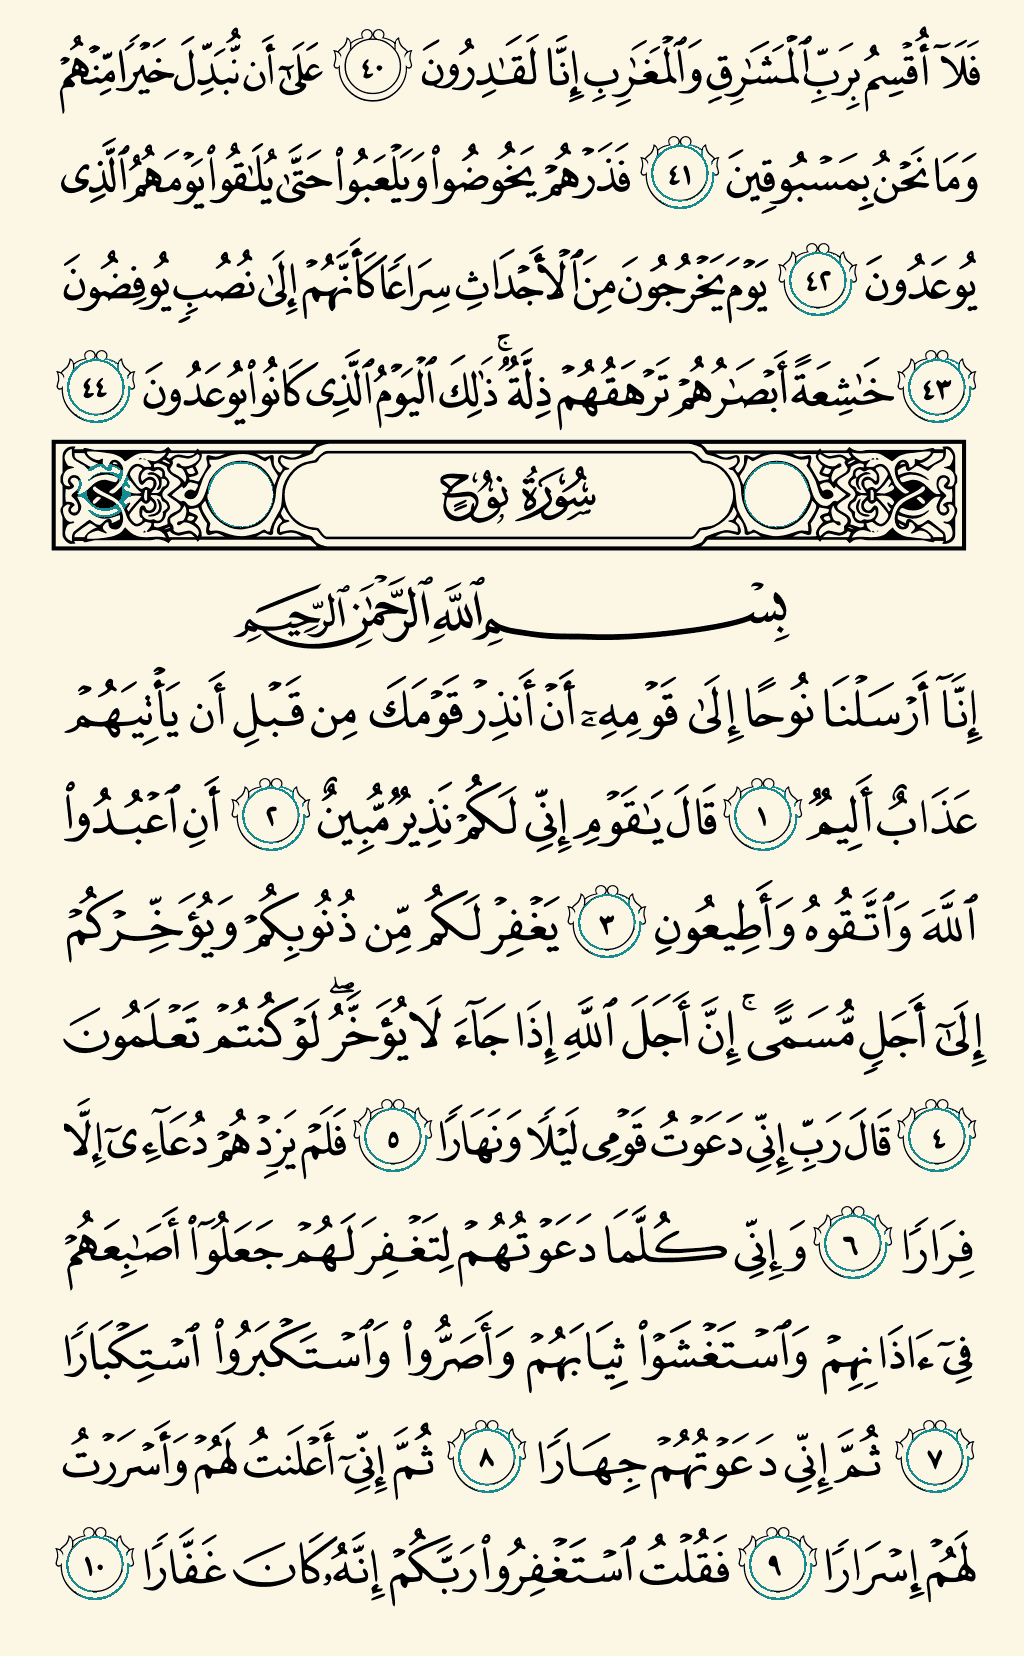 فَلَآ أُقۡسِمُ بِرَبِّ ٱلۡمَشَٰرِقِ وَٱلۡمَغَٰرِبِ إِنَّا لَقَٰدِرُونَ ٤٠ عَلَىٰٓ أَن نُّبَدِّلَ خَيۡرٗا مِّنۡهُمۡ
وَمَا نَحۡنُ بِمَسۡبُوقِينَ ٤١ فَذَرۡهُمۡ يَخُوضُواْ وَيَلۡعَبُواْ حَتَّىٰ يُلَٰقُواْ يَوۡمَهُمُ ٱلَّذِي
يُوعَدُونَ ٤٢ يَوۡمَ يَخۡرُجُونَ مِنَ ٱلۡأَجۡدَاثِ سِرَاعٗا كَأَنَّهُمۡ إِلَىٰ نُصُبٖ يُوفِضُونَ
٤٣ خَٰشِعَةً أَبۡصَٰرُهُمۡ تَرۡهَقُهُمۡ ذِلَّةٞۚ ذَٰلِكَ ٱلۡيَوۡمُ ٱلَّذِي كَانُواْ يُوعَدُونَ ٤٤
سُورَةُ نُوحٍ
بِسۡمِ ٱللَّهِ ٱلرَّحۡمَٰنِ ٱلرَّحِيمِ
إِنَّآ أَرۡسَلۡنَا نُوحًا إِلَىٰ قَوۡمِهِۦٓ أَنۡ أَنذِرۡ قَوۡمَكَ مِن قَبۡلِ أَن يَأۡتِيَهُمۡ
عَذَابٌ أَلِيمٞ ١ قَالَ يَٰقَوۡمِ إِنِّي لَكُمۡ نَذِيرٞ مُّبِينٌ ٢ أَنِ ٱعۡبُدُواْ
ٱللَّهَ وَٱتَّقُوهُ وَأَطِيعُونِ ٣ يَغۡفِرۡ لَكُم مِّن ذُنُوبِكُمۡ وَيُؤَخِّرۡكُمۡ
إِلَىٰٓ أَجَلٖ مُّسَمًّىۚ إِنَّ أَجَلَ ٱللَّهِ إِذَا جَآءَ لَا يُؤَخَّرُۖ لَوۡ كُنتُمۡ تَعۡلَمُونَ
٤ قَالَ رَبِّ إِنِّي دَعَوۡتُ قَوۡمِي لَيۡلٗا وَنَهَارٗا ٥ فَلَمۡ يَزِدۡهُمۡ دُعَآءِيٓ إِلَّا
فِرَارٗا ٦ وَإِنِّي كُلَّمَا دَعَوۡتُهُمۡ لِتَغۡفِرَ لَهُمۡ جَعَلُوٓاْ أَصَٰبِعَهُمۡ
فِيٓ ءَاذَانِهِمۡ وَٱسۡتَغۡشَوۡاْ ثِيَابَهُمۡ وَأَصَرُّواْ وَٱسۡتَكۡبَرُواْ ٱسۡتِكۡبَارٗا
٧ ثُمَّ إِنِّي دَعَوۡتُهُمۡ جِهَارٗا ٨ ثُمَّ إِنِّيٓ أَعۡلَنتُ لَهُمۡ وَأَسۡرَرۡتُ
لَهُمۡ إِسۡرَارٗا ٩ فَقُلۡتُ ٱسۡتَغۡفِرُواْ رَبَّكُمۡ إِنَّهُۥ كَانَ غَفَّارٗا ١٠